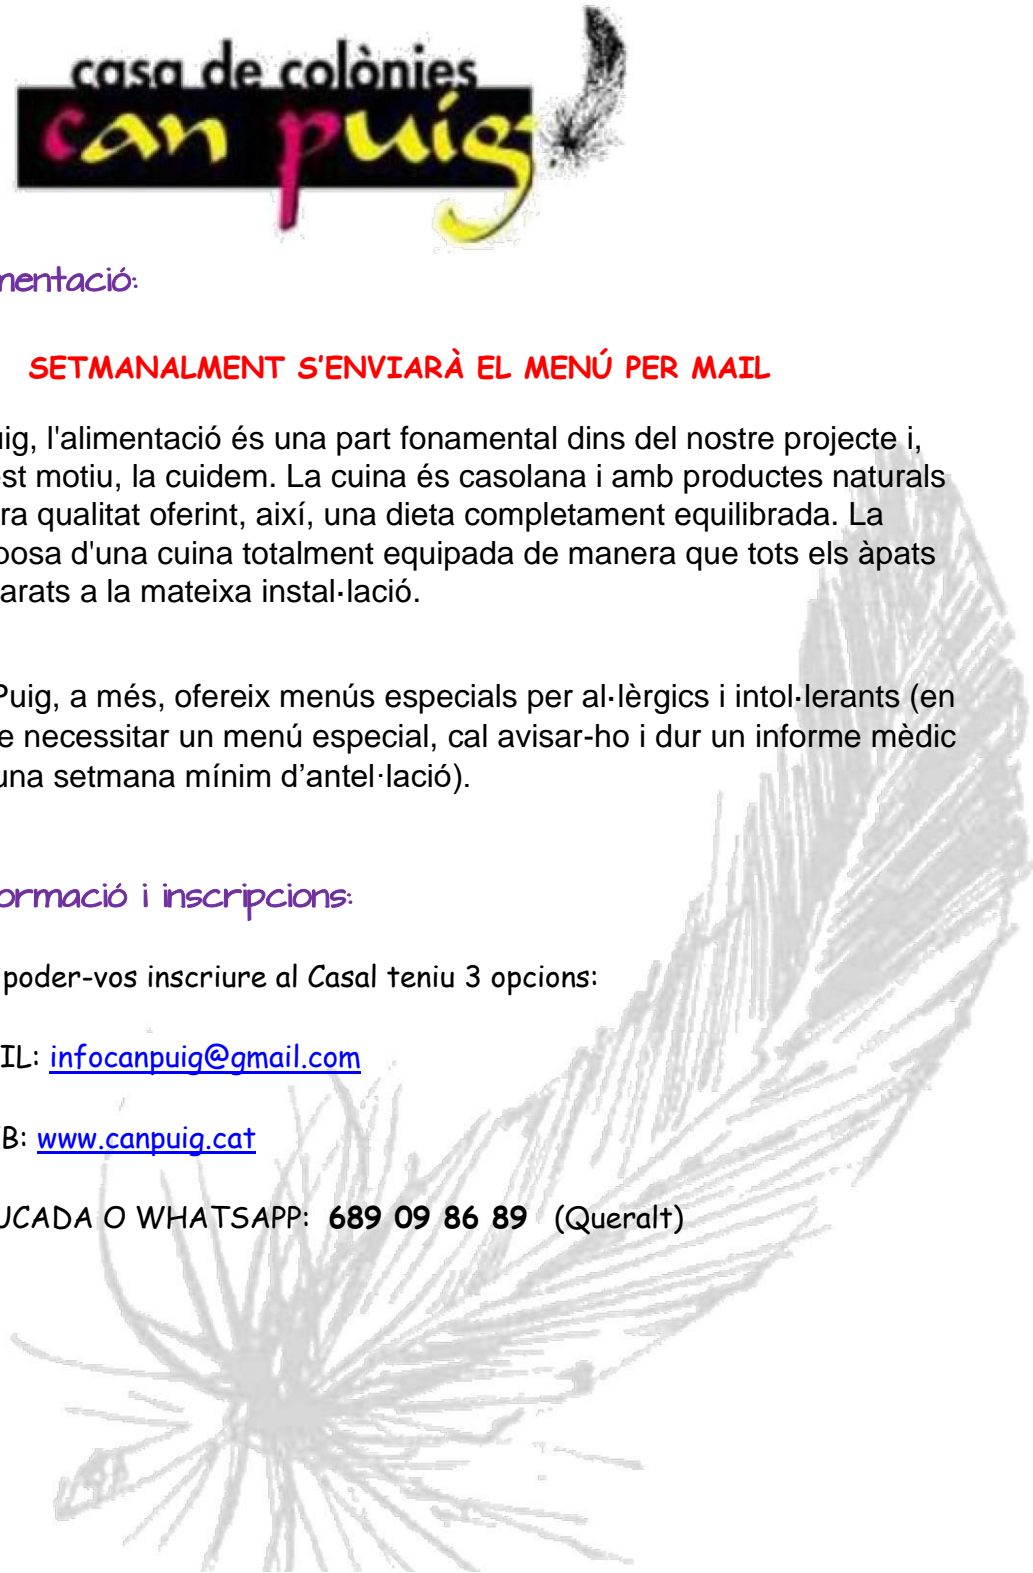 casa de colònies
can puig
mentació:
SETMANALMENT S'ENVIARÀ EL MENÚ PER MAIL
uig, l'alimentació és una part fonamental dins del nostre projecte i,
est motiu, la cuidem. La cuina és casolana i amb productes naturals
ra qualitat oferint, així, una dieta completament equilibrada. La
posa d'una cuina totalment equipada de manera que tots els àpats
arats a la mateixa instal·lació.
Puig, a més, ofereix menús especials per al·lèrgics i intol·lerants (en
e necessitar un menú especial, cal avisar-ho i dur un informe mèdic
una setmana mínim d’antel·lació).
ormació i inscripcions:
poder-vos inscriure al Casal teniu 3 opcions:
IL: infocanpuig@gmail.com
B: www.canpuig.cat
UCADA O WHATSAPP: 689 09 86 89 (Queralt)